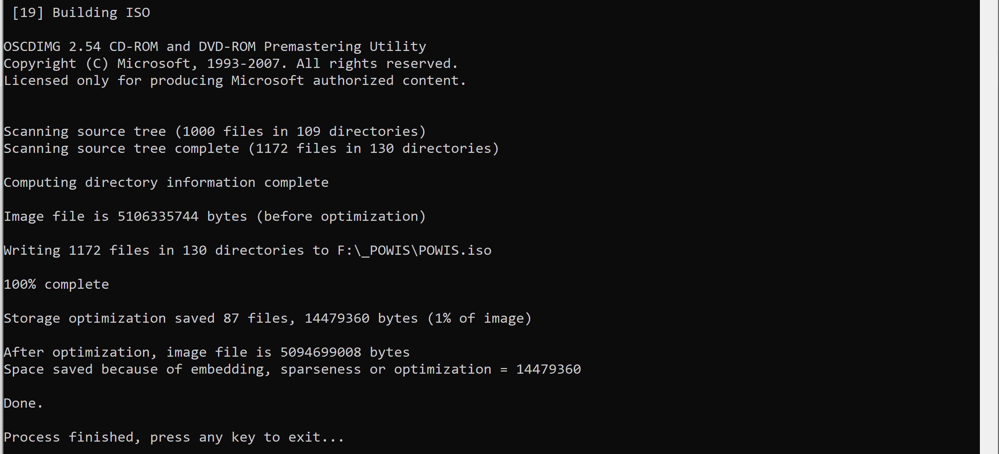 [19] Building ISO
OSCDIMG 2.54 CD-ROM and DVD-ROM Premastering Utility
Copyright (C) Microsoft, 1993-2007. All rights reserved.
Licensed only for producing Microsoft authorized content.
Scanning source tree (1000 files in 109 directories)
Scanning source tree complete (1172 files in 130 directories)
Computing directory information complete
Image file is 5106335744 bytes (before optimization)
Writing 1172 files in 130 directories to F:\_POWIS\POWIS.iso
100% complete
Storage optimization saved 87 files, 14479360 bytes (1% of image)
After optimization, image file is 5094699008 bytes
Space saved because of embedding, sparseness or optimization = 14479360
Done.
Process finished, press any key to exit...